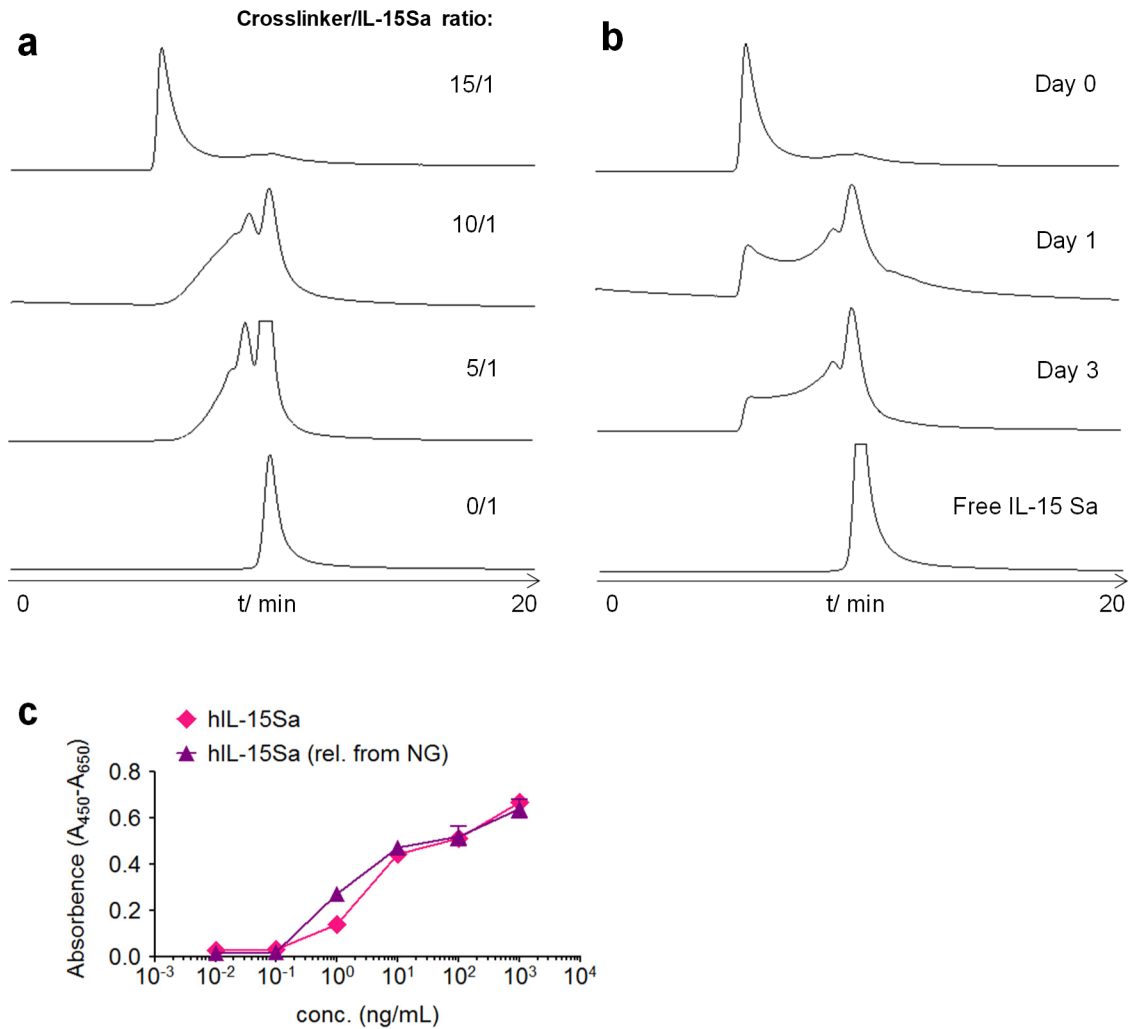 Crosslinker/IL-15Sa ratio:
a
15/1
10/1
5/1
0/1
0
t/ min
20
b
Day 0
Day 1
Day 3
Free IL-15 Sa
0
t/ min
20
c
hIL-15Sa
hIL-15Sa (rel. from NG)
Absorbence (A450-A650)
0.8
0.6
0.4
0.2
0.0
10-3 10-2 10-1 100 101 102 103 104
conc. (ng/mL)